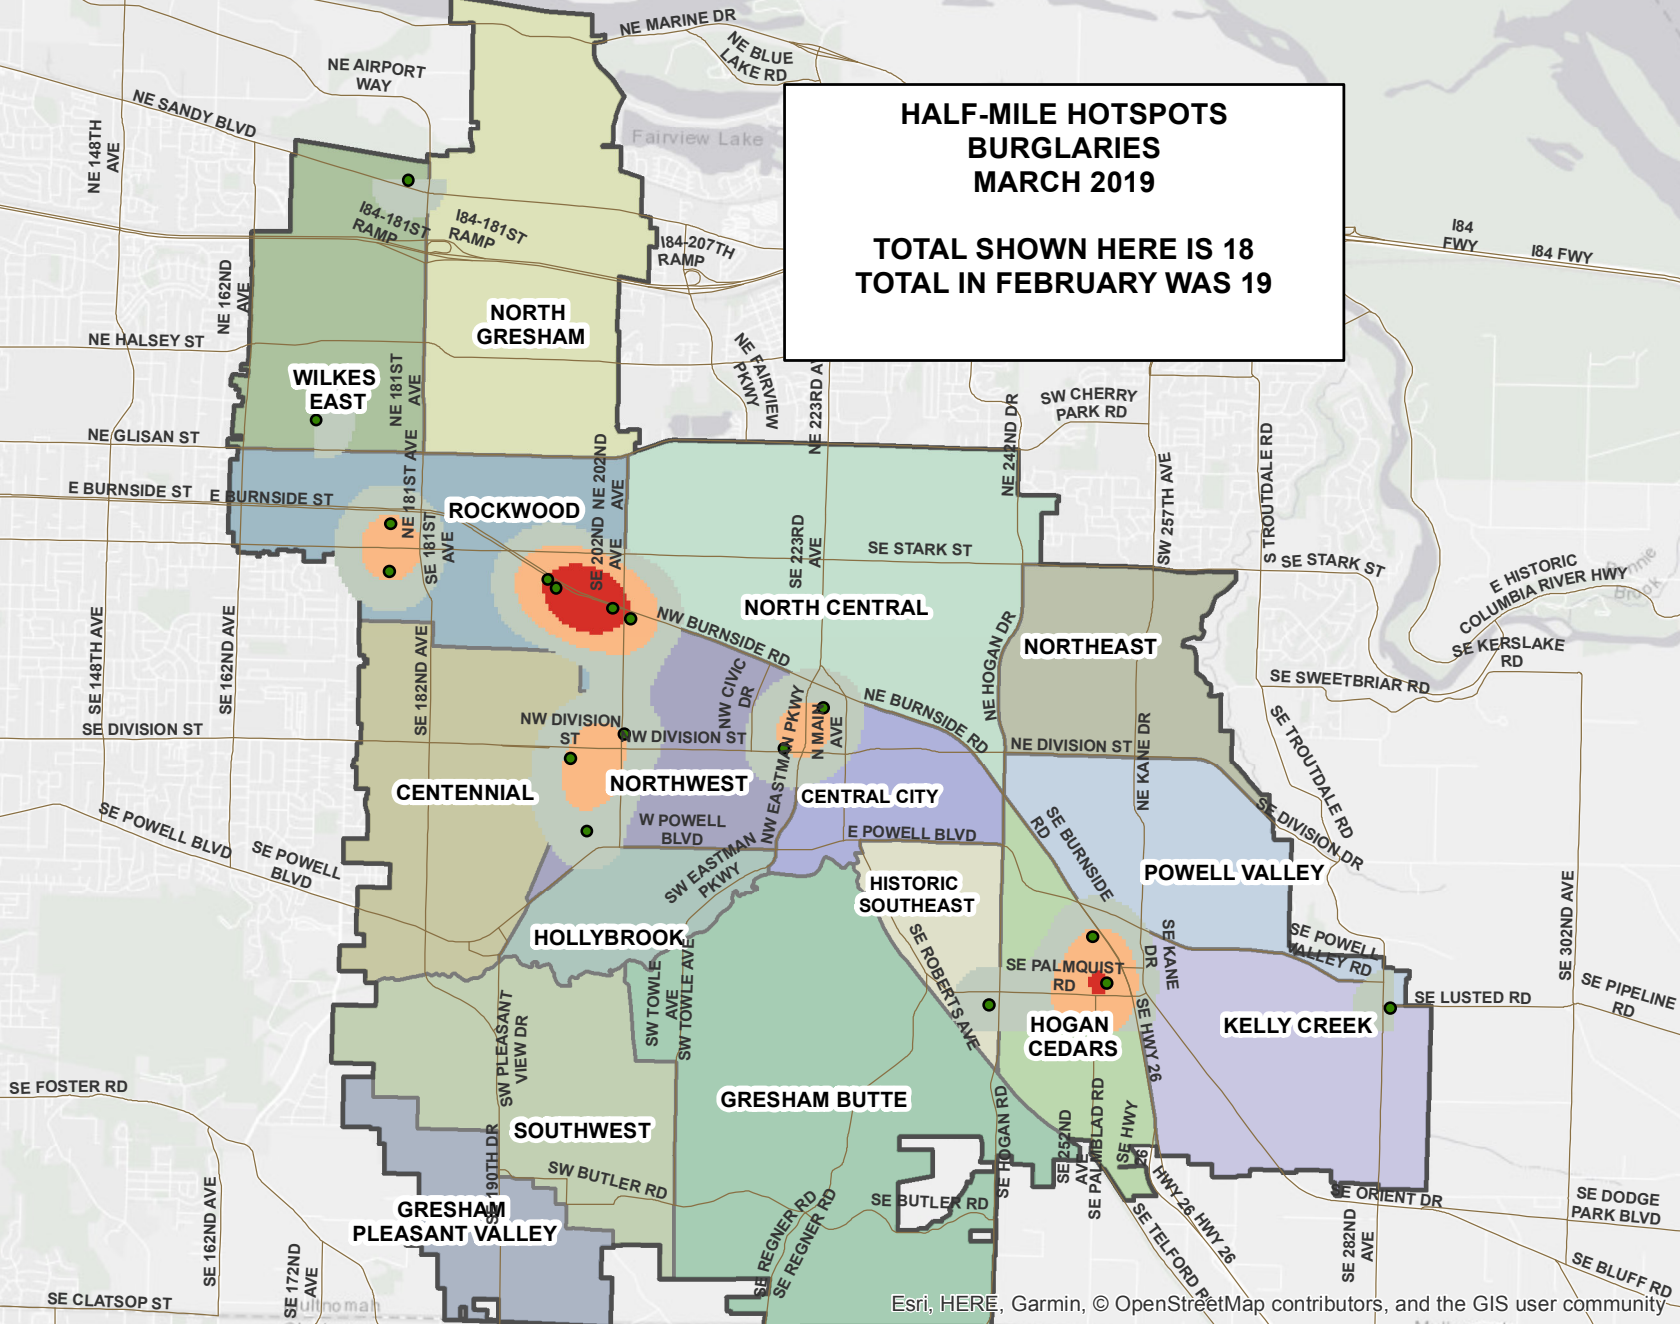 HALF-MILE HOTSPOTS
BURGLARIES
MARCH 2019
TOTAL SHOWN HERE IS 18
TOTAL IN FEBRUARY WAS 19
NE MARINE DR
NE BLUE
LAKE RD
NE AIRPORT
WAY
NE SANDY BLVD
NE 148TH
AVE
Fairview Lake
I84-181ST
RAMP
I84-181ST
RAMP
I84-207TH
RAMP
I84
FWY
I84 FWY
NE 162ND
AVE
NORTH
GRESHAM
NE HALSEY ST
NE FAIRVIEW
PKWY
NE 223RD AV
WILKES
EAST
NE 181ST
AVE
SW CHERRY
PARK RD
NE 242ND DR
NE GLISAN ST
SW 257TH AVE
S TROUTDALE RD
E BURNSIDE ST
E BURNSIDE ST
NE 181ST AVE
ROCKWOOD
NE 202ND
AVE
SE 181ST
AVE
SE 202ND
AVE
SE 223RD
AVE
SE STARK ST
SE STARK ST
E HISTORIC
COLUMBIA RIVER HWY
Brook
NORTH CENTRAL
NW BURNSIDE RD
NE HOGAN DR
NORTHEAST
SE KERSLAKE
RD
SE SWEETBRIAR RD
SE 148TH AVE
SE 162ND AVE
SE 182ND AVE
NW CIVIC
DR
NW EASTMAN PKWY
N MAIN
AVE
NE BURNSIDE RD
SE DIVISION ST
NW DIVISION
ST
NW DIVISION ST
NE DIVISION ST
NE KANE DR
SE TROUTDALE RD
CENTENNIAL
NORTHWEST
CENTRAL CITY
SE POWELL BLVD
SE POWELL
BLVD
W POWELL
BLVD
E POWELL BLVD
SE BURNSIDE
RD
SE DIVISION DR
SW EASTMAN
PKWY
POWELL VALLEY
HISTORIC
SOUTHEAST
HOLLYBROOK
SE ROBERTS AVE
SE PALMQUIST
RD
SE KANE
DR
SE POWELL
VALLEY RD
SE 302ND AVE
SW TOWLE
AVE
SW TOWLE AVE
SW PLEASANT
VIEW DR
HOGAN
CEDARS
SE HWY 26
KELLY CREEK
SE LUSTED RD
SE PIPELINE
RD
SE FOSTER RD
GRESHAM BUTTE
SOUTHWEST
SE 190TH DR
SE HOGAN RD
SE 252ND
AVE
SE PALMBLAD RD
SE HWY
26
SW BUTLER RD
SE BUTLER RD
HWY 26
HWY 26
SE ORIENT DR
SE DODGE
PARK BLVD
GRESHAM
PLEASANT VALLEY
SE 162ND AVE
SE 172ND
AVE
SE REGNER RD
SE REGNER RD
SE TELFORD R
SE 282ND
AVE
SE BLUFF RD
SE CLATSOP ST
ultnomah
Esri, HERE, Garmin, © OpenStreetMap contributors, and the GIS user community